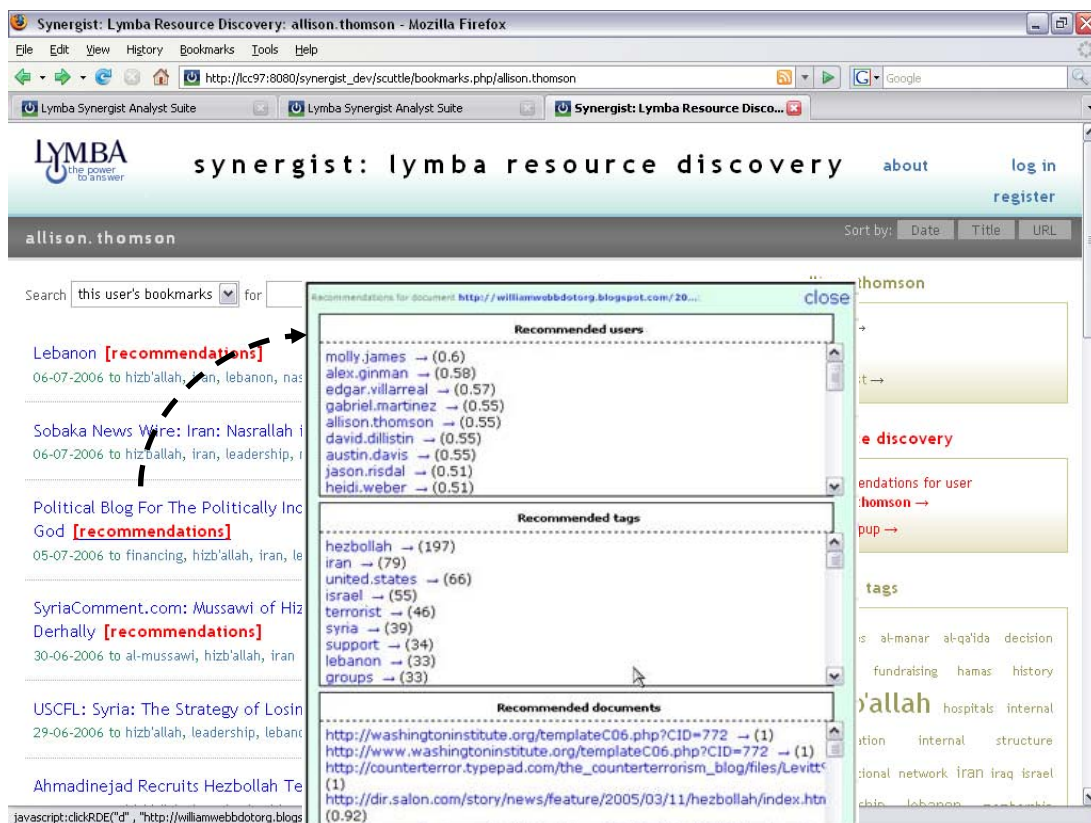 Synergist: Lymba Resource Discovery: allison.thomson - Mozilla Firefox
File Edit View History Bookmarks Tools Help
http://lcc97:8080/synergist_dev/scuttle/bookmarks.php/allison.thomson
G Google
Lymba Synergist Analyst Suite
Lymba Synergist Analyst Suite
Synergist: Lymba Resource Disco...
LYMBA
the power
to answer
synergist: lymba resource discovery
about
log in
register
allison.thomson
Sort by: Date Title URL
Search this user's bookmarks for
Lebanon [recommendations]
06-07-2006 to hizb'allah, iran, lebanon, nas
Sobaka News Wire: Iran: Nasrallah i
06-07-2006 to hizb'allah, iran, leadership,
Political Blog For The Politically Inc
God [recommendations]
05-07-2006 to financing, hizb'allah, iran, le
SyriaComment.com: Mussawi of Hiz
Derhally [recommendations]
30-06-2006 to al-mussawi, hizb'allah, iran
USCFL: Syria: The Strategy of Losin
29-06-2006 to hizb'allah, leadership, lebanc
Ahmadinejad Recruits Hezbollah Te
Recommendations for document http://williamwebbdotorg.blogspot.com/20...:
close
Recommended users
molly.james → (0.6)
alex.ginman → (0.58)
edgar.villarreal → (0.57)
gabriel.martinez → (0.55)
allison.thomson → (0.55)
david.dillistin → (0.55)
austin.davis → (0.55)
jason.risdal → (0.51)
heidi.weber → (0.51)
Recommended tags
hezbollah → (197)
iran → (79)
united.states → (66)
israel → (55)
terrorist → (46)
syria → (39)
support → (34)
lebanon → (33)
groups → (33)
Recommended documents
http://washingtoninstitute.org/templateC06.php?CID=772 → (1)
http://www.washingtoninstitute.org/templateC06.php?CID=772 → (1)
http://counterterror.typepad.com/the_counterterrorism_blog/files/Levitt
(1)
http://dir.salon.com/story/news/feature/2005/03/11/hezbollah/index.htm
(0.92)
thomson
→
t →
e discovery
endations for user
homson →
pup →
tags
s al-manar al-qa'ida decision
fundraising hamas history
b'allah hospitals internal
ation internal structure
tional network iran iraq israel
lebanon
javascript:clickRDE("d" , "http://williamwebbdotorg.blogs